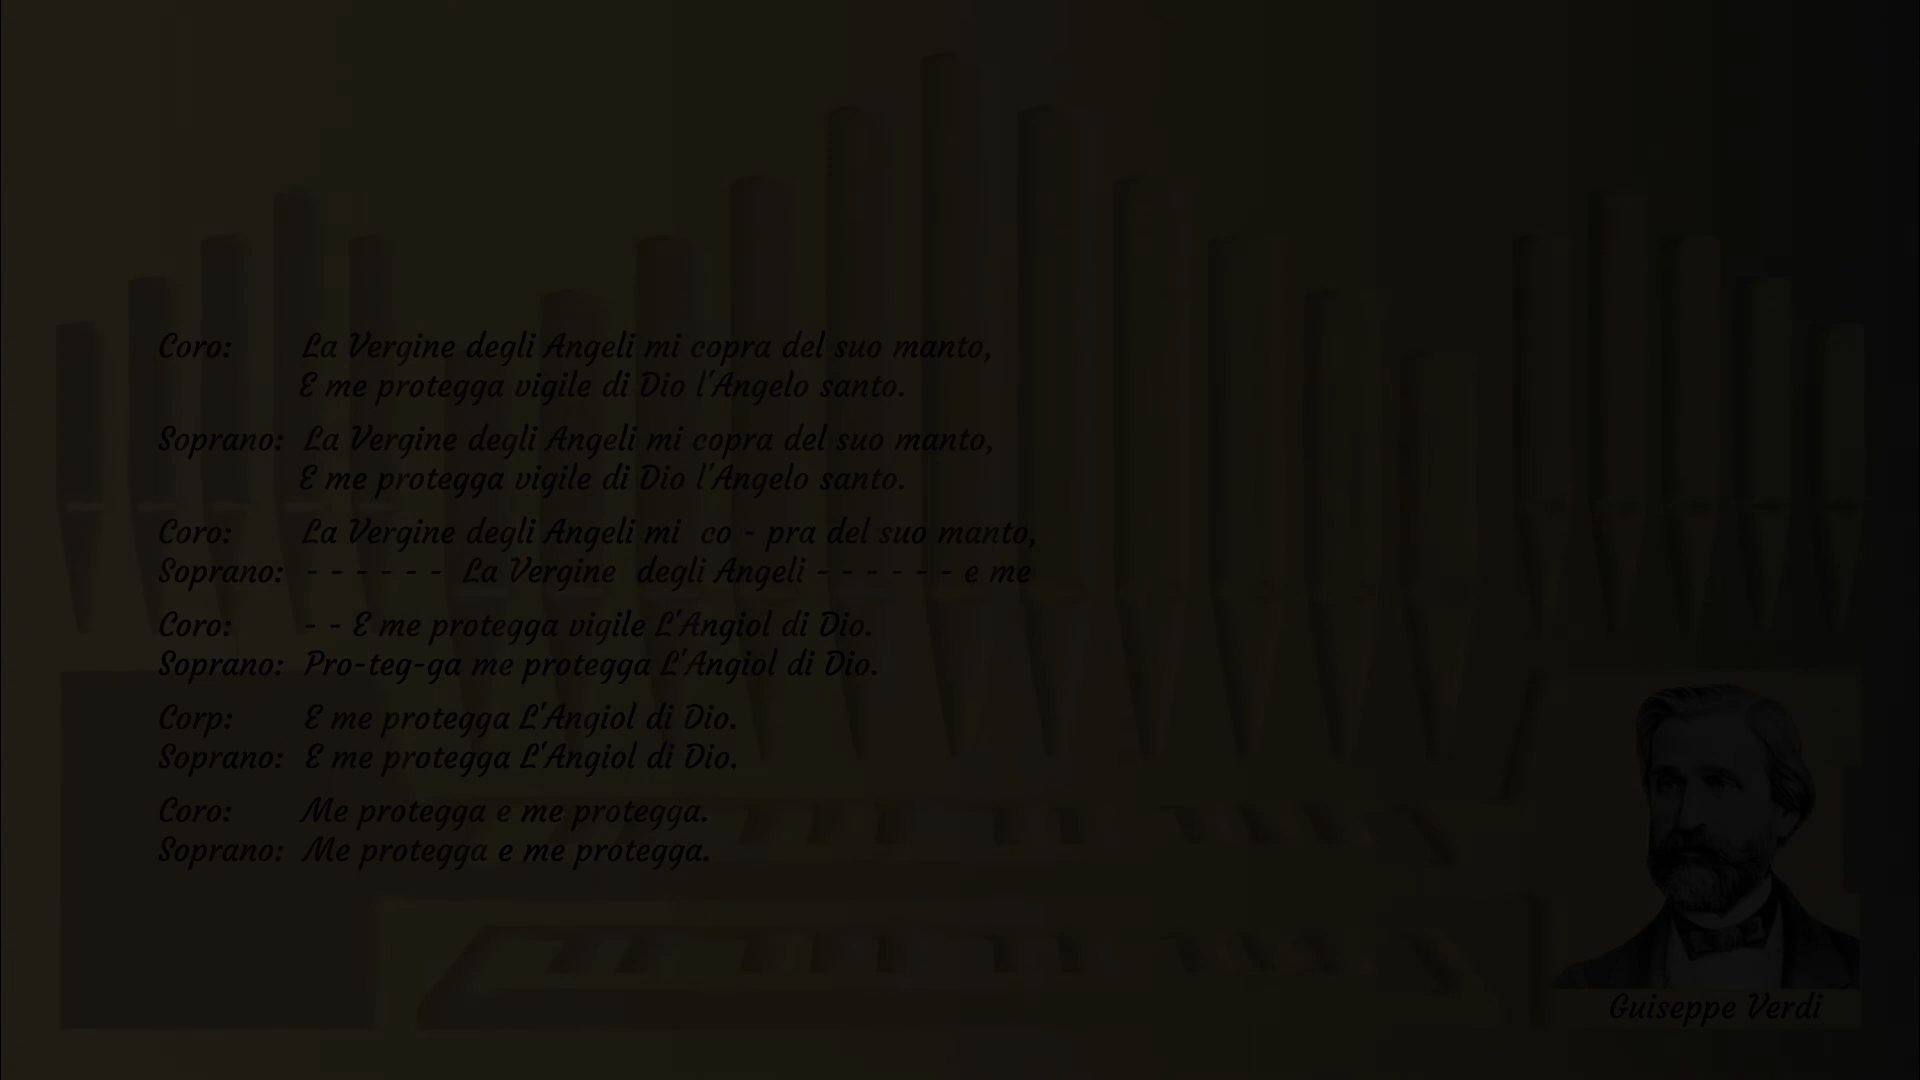 Coro: La Vergine degli Angeli mi copra del suo manto,
E me protegga vigile di Dio l'Angelo santo.
Soprano: La Vergine degli Angeli mi copra del suo manto,
E me protegga vigile di Dio l'Angelo santo.
Coro: La Vergine degli Angeli mi co - pra del suo manto,
Soprano: - - - - - - La Vergine degli Angeli - - - - - - e me
Coro: - - E me protegga vigile L'Angiol di Dio.
Soprano: Pro-teg-ga me protegga L'Angiol di Dio.
Corp: E me protegga L'Angiol di Dio.
Soprano: E me protegga L'Angiol di Dio.
Coro: Me protegga e me protegga.
Soprano: Me protegga e me protegga.
Guiseppe Verdi